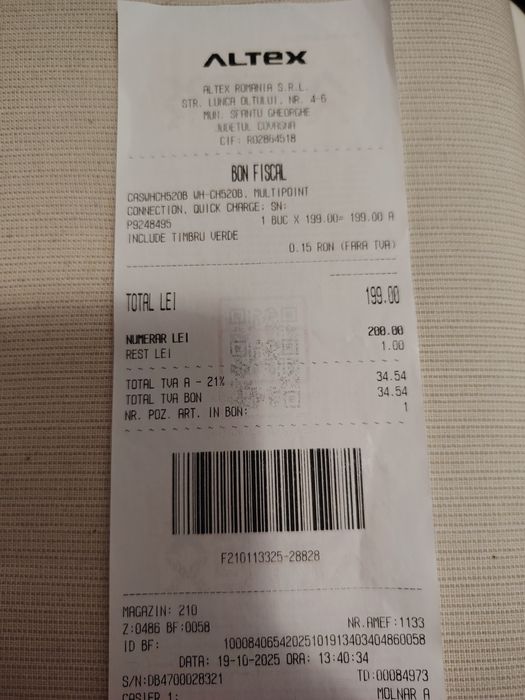 ALTEX
ALTEX ROMANIA S.R.L.
STR. LUNCA OLTULUI, NR. 4-6
MUN. SFANTU GHEORGHE
JUDETUL COVASNA
CIF: RO2864518
BON FISCAL
CASWHCH520B WH-CH520B, MULTIPOINT
CONNECTION, QUICK CHARGE; SN:
P9248495 1 BUC X 199.00= 199.00 A
INCLUDE TIMBRU VERDE
0.15 RON (FARA TVA)
TOTAL LEI 199.00
NUMERAR LEI 200.00
REST LEI 1.00
TOTAL TVA A - 21% 34.54
TOTAL TVA BON 34.54
NR. POZ. ART. IN BON: 1
F210113325-28828
MAGAZIN: 210
Z:0486 BF:0058 NR.AMEF:1133
ID BF: 10008406542025101913403404860058
DATA: 19-10-2025 ORA: 13:40:34
S/N:DB4700028321 TD:00084973
CASIER 1: MOLNAR A